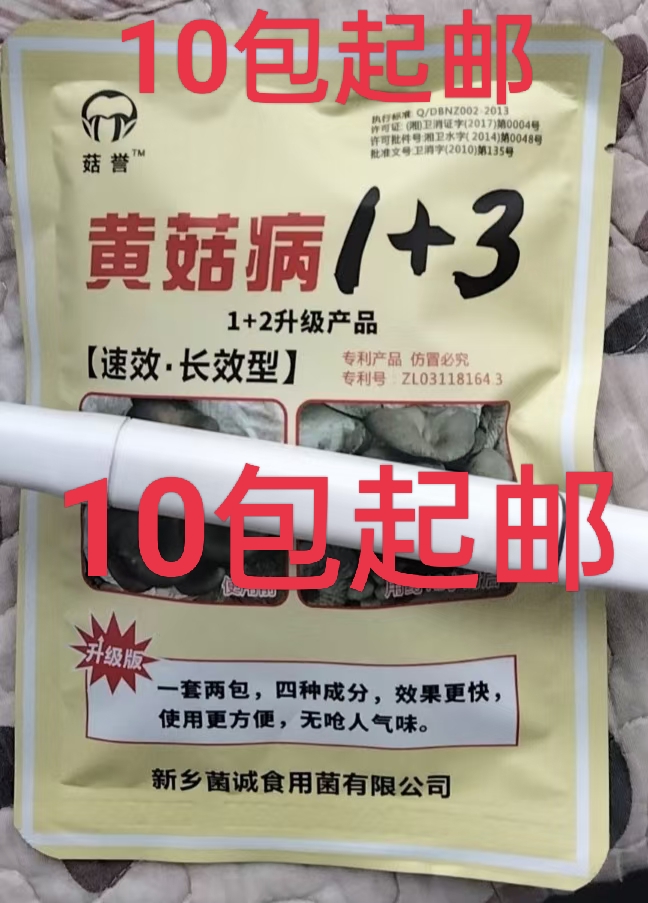 10包起邮
执行标准: Q/DBNZ002-2013
许可证: (湘)卫消证字(2017)第0004号
许可批件号:湘卫水字(2014)第0048号
批准文号:卫消字(2010)第135号
菇誉™
黄菇病1+3
1+2升级产品
【速效·长效型】
专利产品 仿冒必究
专利号: ZL03118164.3
10包起邮
使用前
升级版
一套两包，四种成分，效果更快，
使用更方便，无呛人气味。
新乡菌诚食用菌有限公司